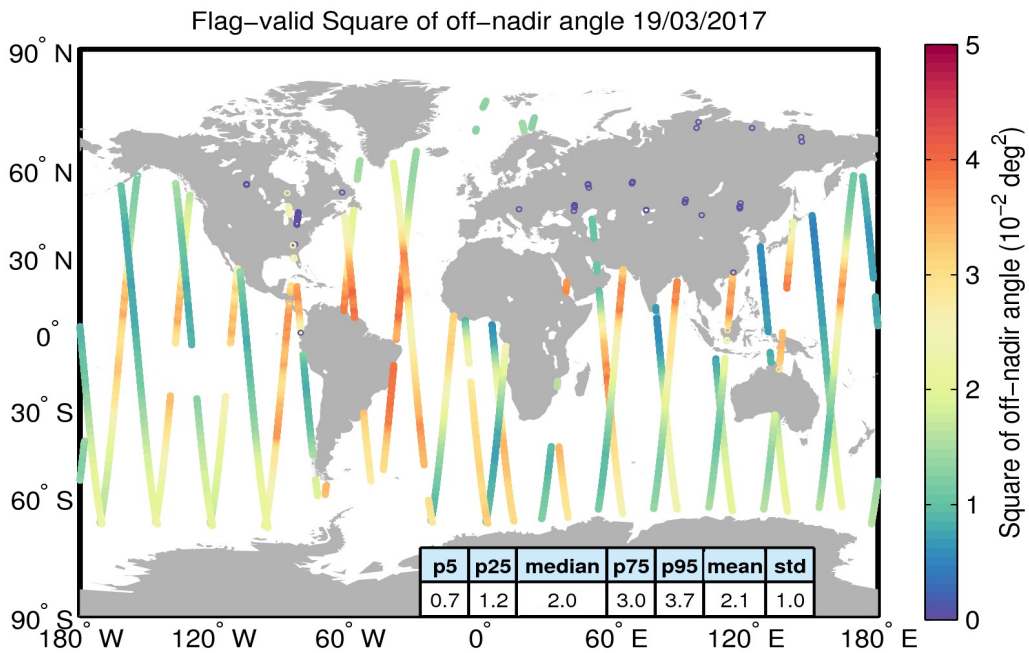 Flag-valid Square of off-nadir angle 19/03/2017
90° N
60° N
30° N
0°
30° S
60° S
90° S
180° W
120° W
60° W
0°
60° E
120° E
180° E
p5 p25 median p75 p95 mean std
0.7 1.2 2.0 3.0 3.7 2.1 1.0
5
4
3
2
1
0
Square of off-nadir angle (10⁻² deg²)